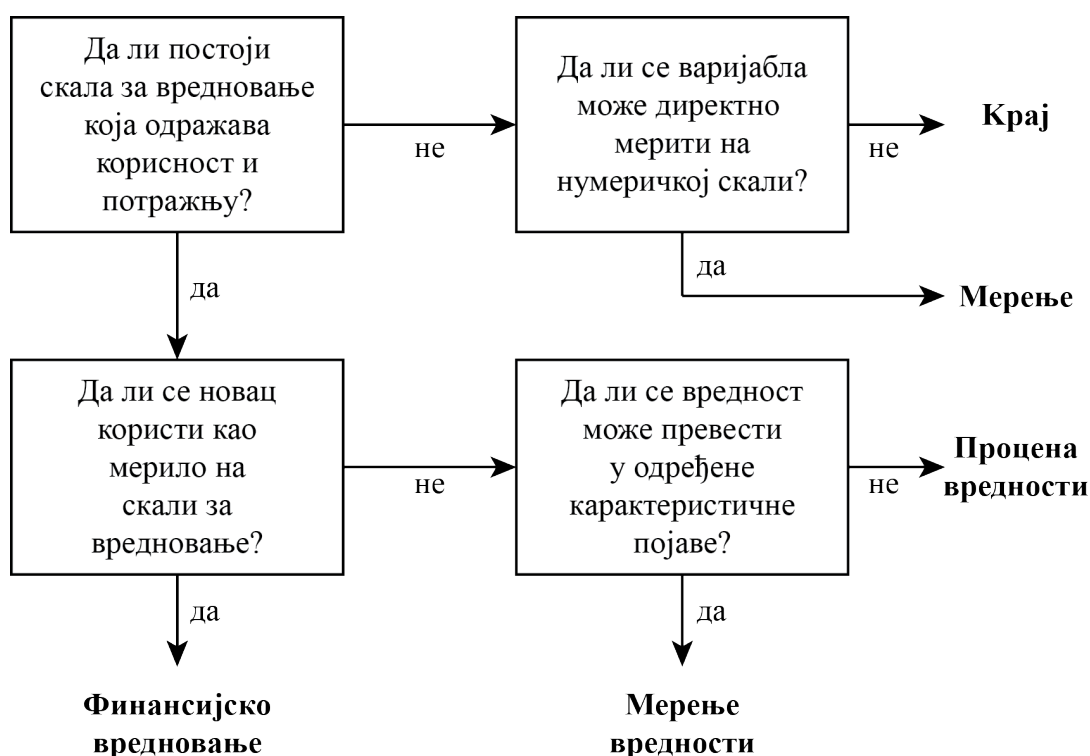 Да ли постоји
скала за вредновање
која одражава
корисност и
потражњу?
не
Да ли се варијабла
може директно
мерити на
нумеричкој скали?
не
Крај
да
да
Мерење
Да ли се новац
користи као
мерило на
скали за
вредновање?
не
Да ли се вредност
може превести
у одређене
карактеристичне
појаве?
не
Процена
вредности
да
да
Финансијско
вредновање
Мерење
вредности